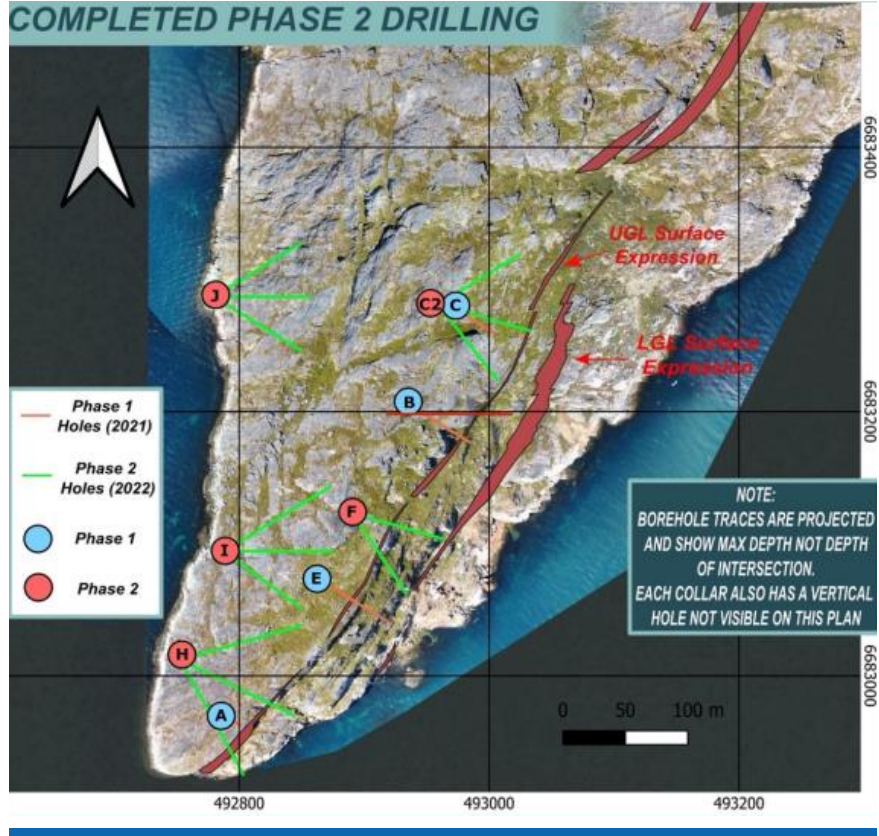 COMPLETED PHASE 2 DRILLING
6683400
UGL Surface
Expression
J
C2
C
LGL Surface
Expression
B
6683200
Phase 1
Holes (2021)
Phase 2
Holes (2022)
Phase 1
Phase 2
F
I
E
NOTE:
BOREHOLE TRACES ARE PROJECTED
AND SHOW MAX DEPTH NOT DEPTH
OF INTERSECTION.
EACH COLLAR ALSO HAS A VERTICAL
HOLE NOT VISIBLE ON THIS PLAN
H
6683000
A
0 50 100 m
492800 493000 493200